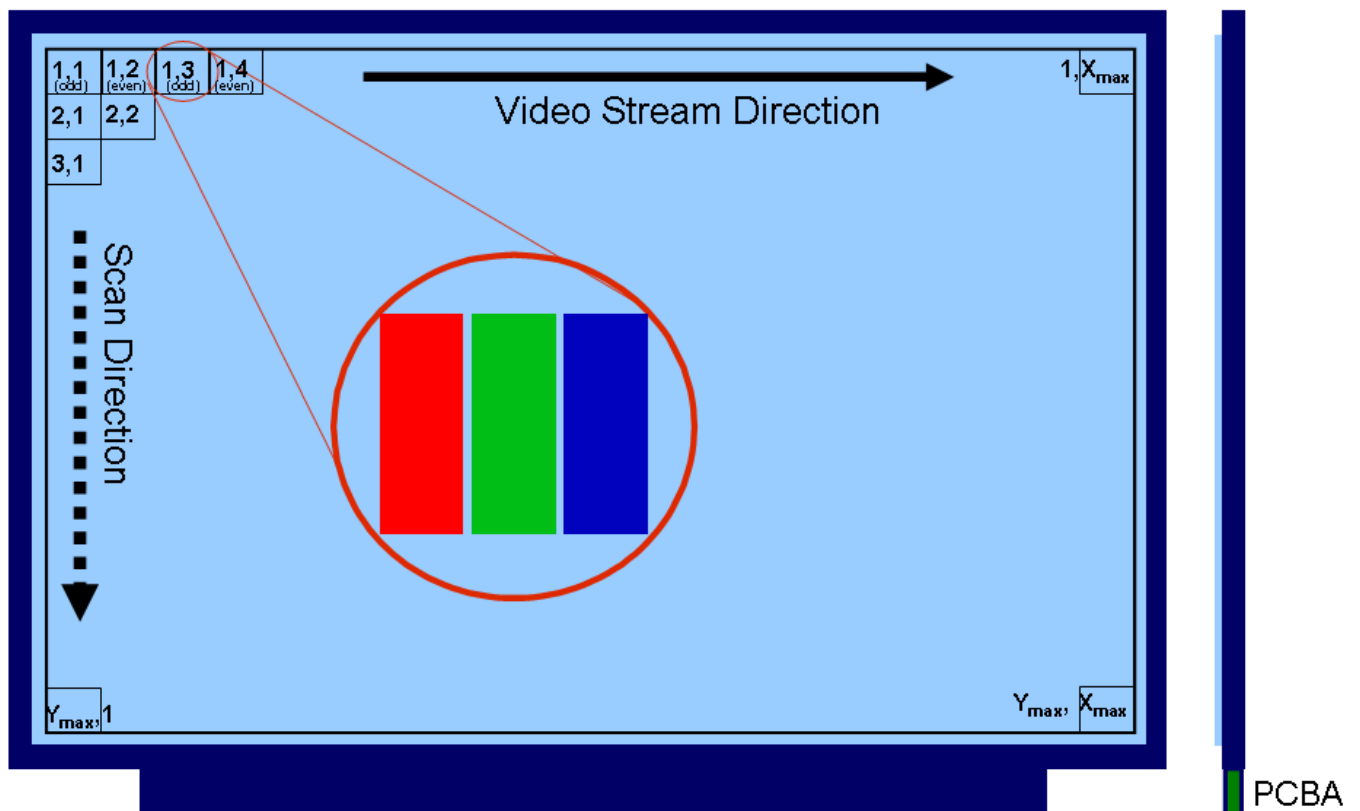 1,1 1,2 1,3 1,4 1,Xmax
(odd) (even) (odd) (even)
Video Stream Direction
2,1 2,2
3,1
Scan Direction
Ymax,1 Ymax, Xmax
PCBA